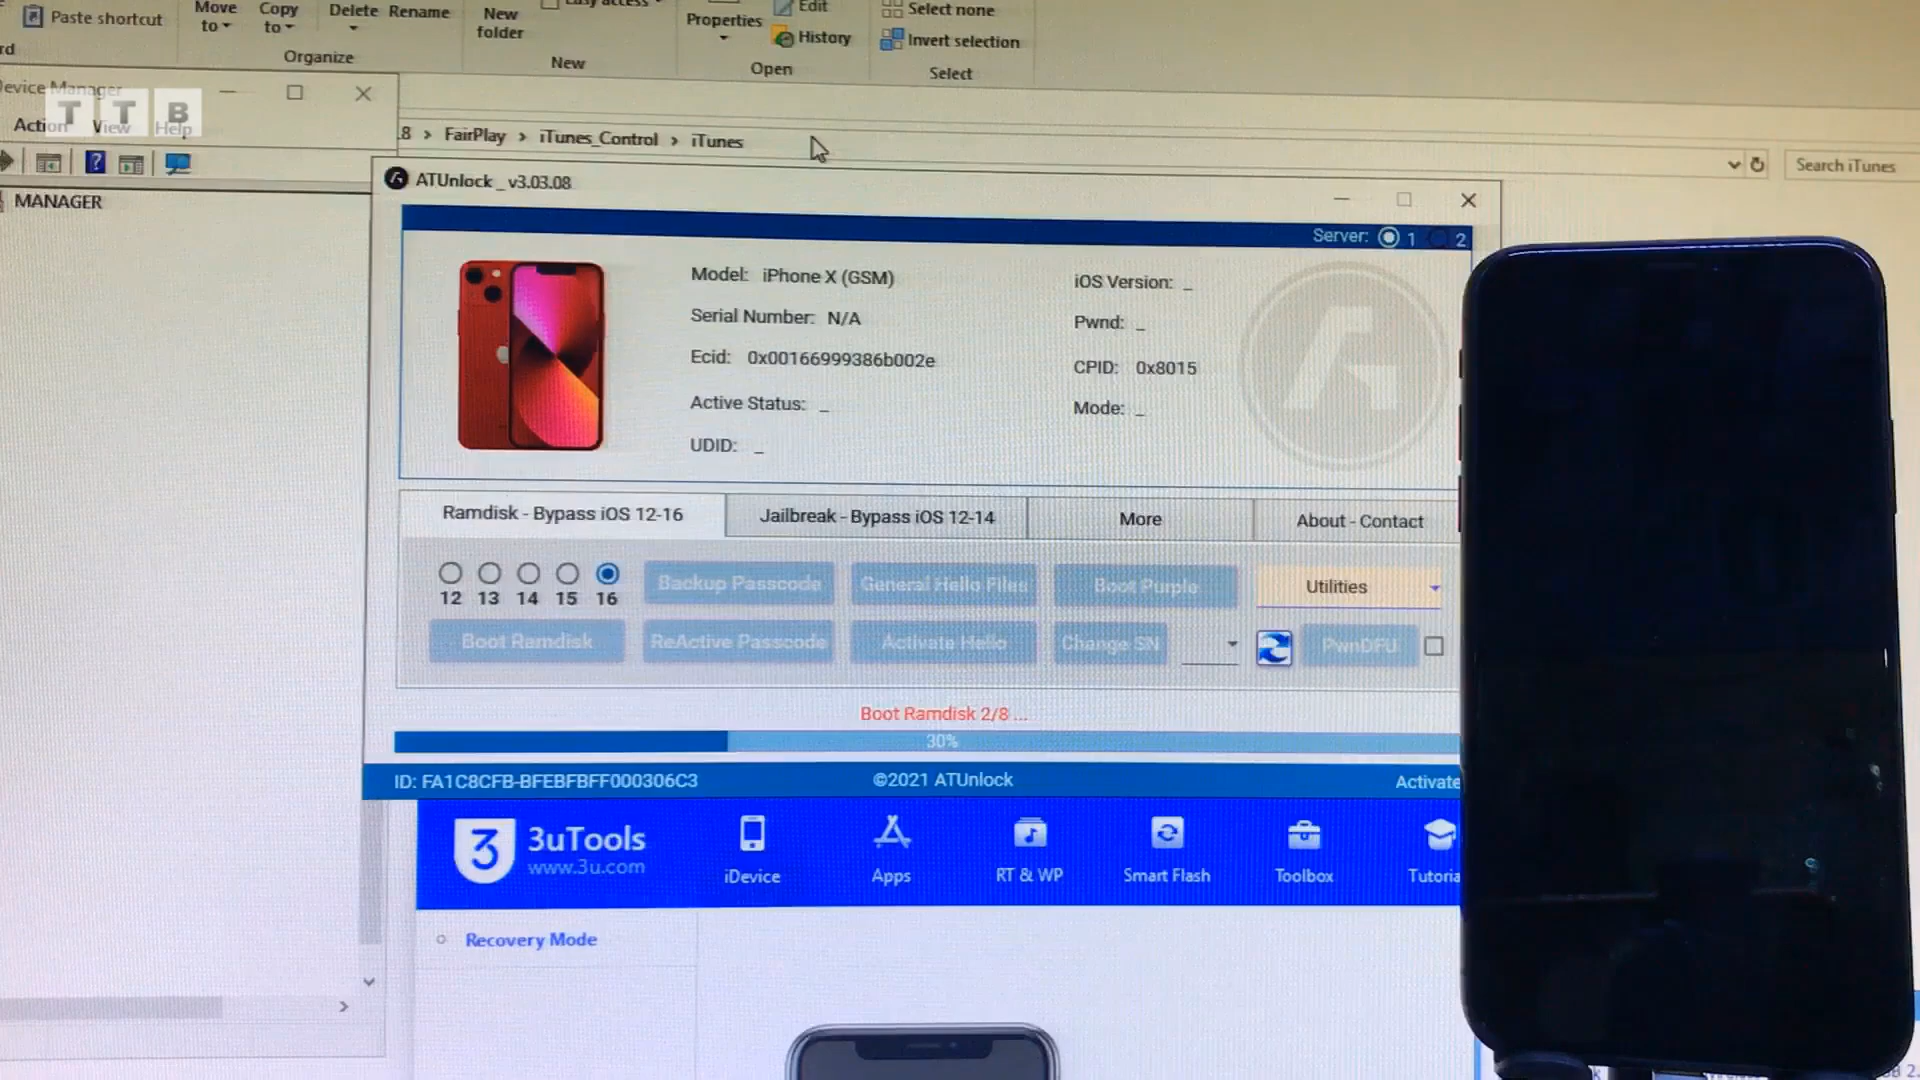 Paste shortcut
Move to
Copy to
Delete
Rename
Organize
New folder
New
Properties
Edit
History
Open
Select none
Invert selection
Select
Device Manager
Action
View
Help
T T B
MANAGER
FairPlay > iTunes_Control > iTunes
Search iTunes
ATUnlock _ v3.03.08
Server: 1 2
Model: iPhone X (GSM)
iOS Version: _
Serial Number: N/A
Pwnd: _
Ecid: 0x00166999386b002e
CPID: 0x8015
Active Status: _
Mode: _
UDID: _
Ramdisk - Bypass iOS 12-16
Jailbreak - Bypass iOS 12-14
More
About - Contact
12 13 14 15 16
Backup Passcode
General Hello Files
Boot Purple
Utilities
Boot Ramdisk
ReActive Passcode
Activate Hello
Change SN
PwnDFU
Boot Ramdisk 2/8 ...
30%
ID: FA1C8CFB-BFEBFBFF000306C3
©2021 ATUnlock
Activate
3 3uTools
www.3u.com
iDevice
Apps
RT & WP
Smart Flash
Toolbox
Tutoria
Recovery Mode